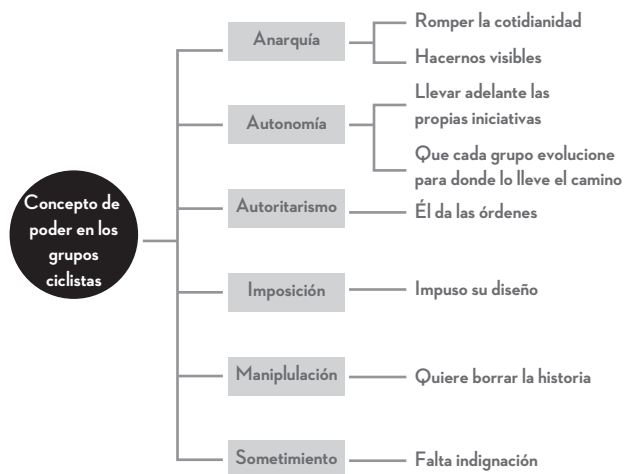 Concepto de
poder en los
grupos
ciclistas
Anarquía
Romper la cotidianidad
Hacernos visibles
Autonomía
Llevar adelante las
propias iniciativas
Que cada grupo evolucione
para donde lo lleve el camino
Autoritarismo
Él da las órdenes
Imposición
Impuso su diseño
Maniplulación
Quiere borrar la historia
Sometimiento
Falta indignación